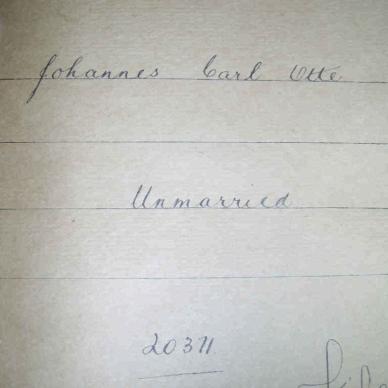 Johannes Carl Otte
Unmarried
20311